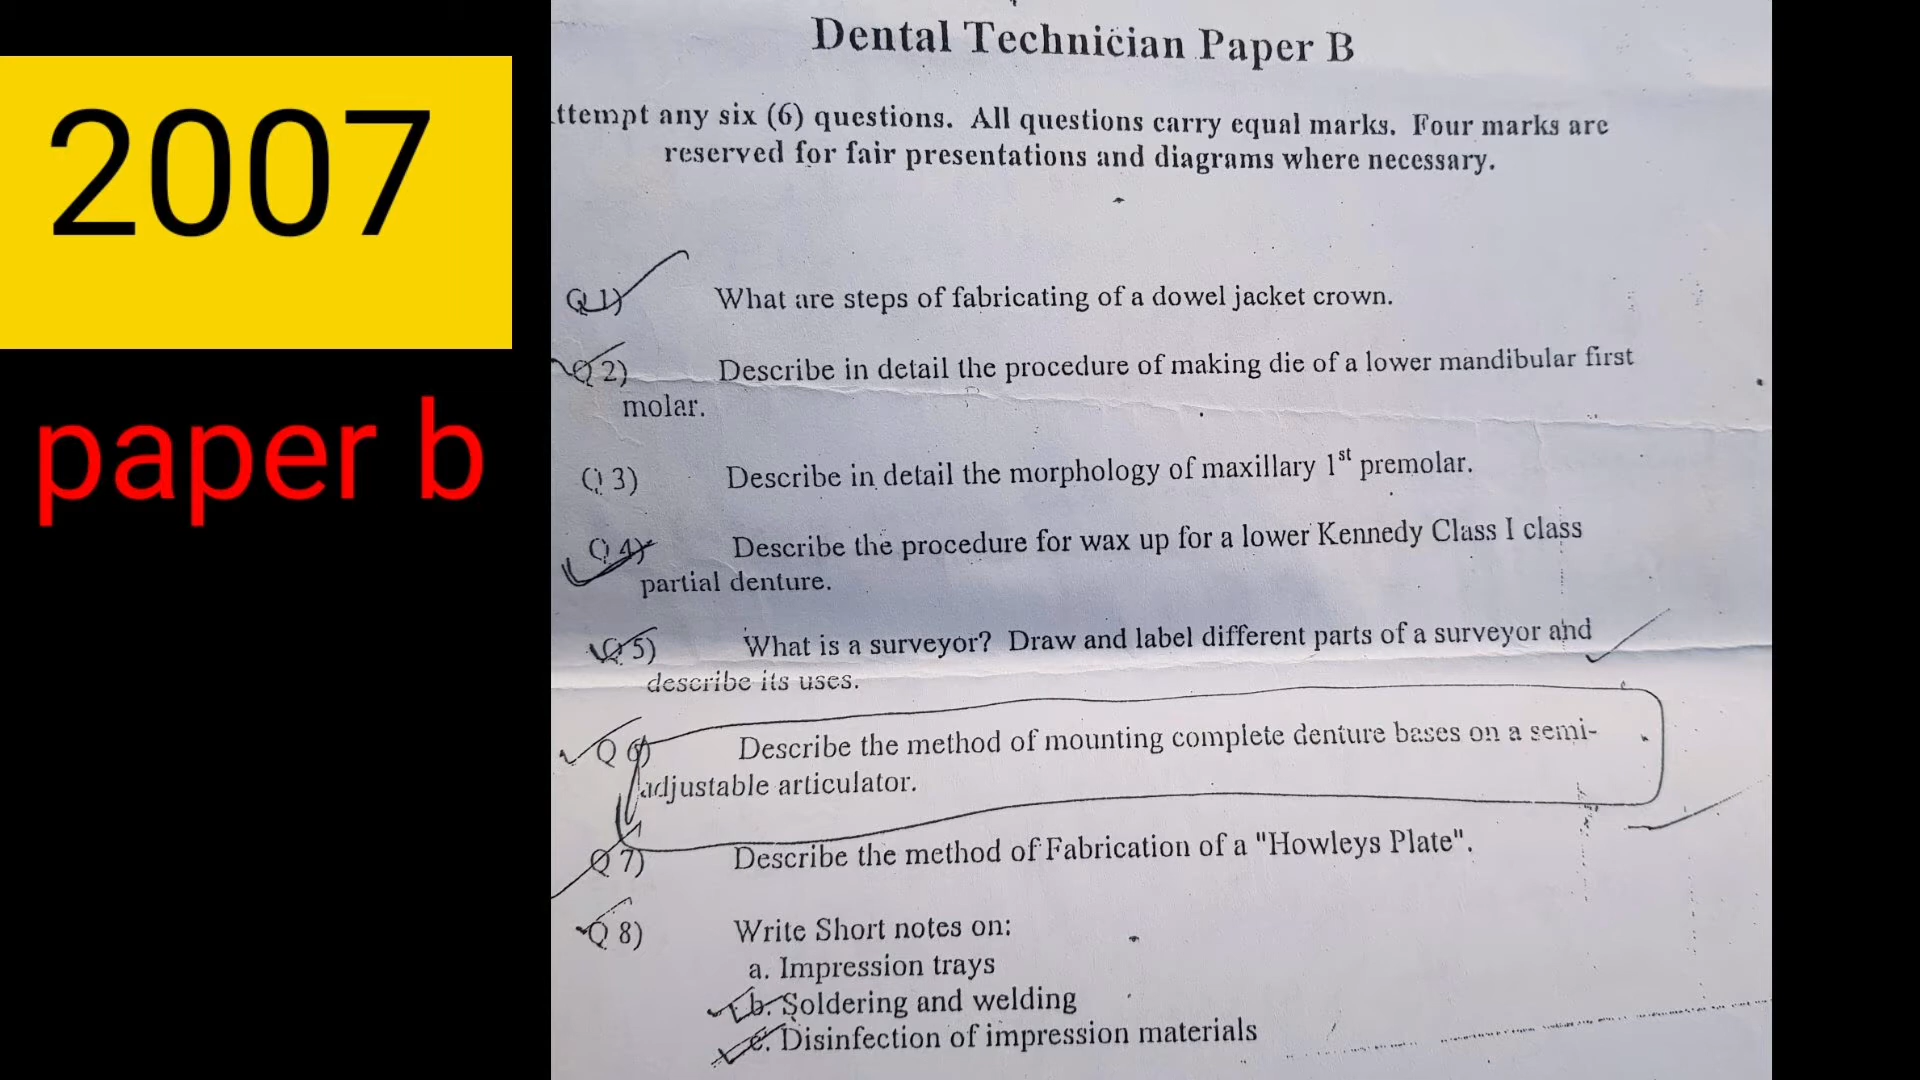 2007
paper b
Dental Technician Paper B
ttempt any six (6) questions. All questions carry equal marks. Four marks are
reserved for fair presentations and diagrams where necessary.
Q 1) What are steps of fabricating of a dowel jacket crown.
Q 2) Describe in detail the procedure of making die of a lower mandibular first
molar.
Q 3) Describe in detail the morphology of maxillary 1st premolar.
Q 4) Describe the procedure for wax up for a lower Kennedy Class I class
partial denture.
Q 5) What is a surveyor? Draw and label different parts of a surveyor and
describe its uses.
Q 6) Describe the method of mounting complete denture bases on a semi-
adjustable articulator.
Q 7) Describe the method of Fabrication of a "Howleys Plate".
Q 8) Write Short notes on:
a. Impression trays
b. Soldering and welding
c. Disinfection of impression materials